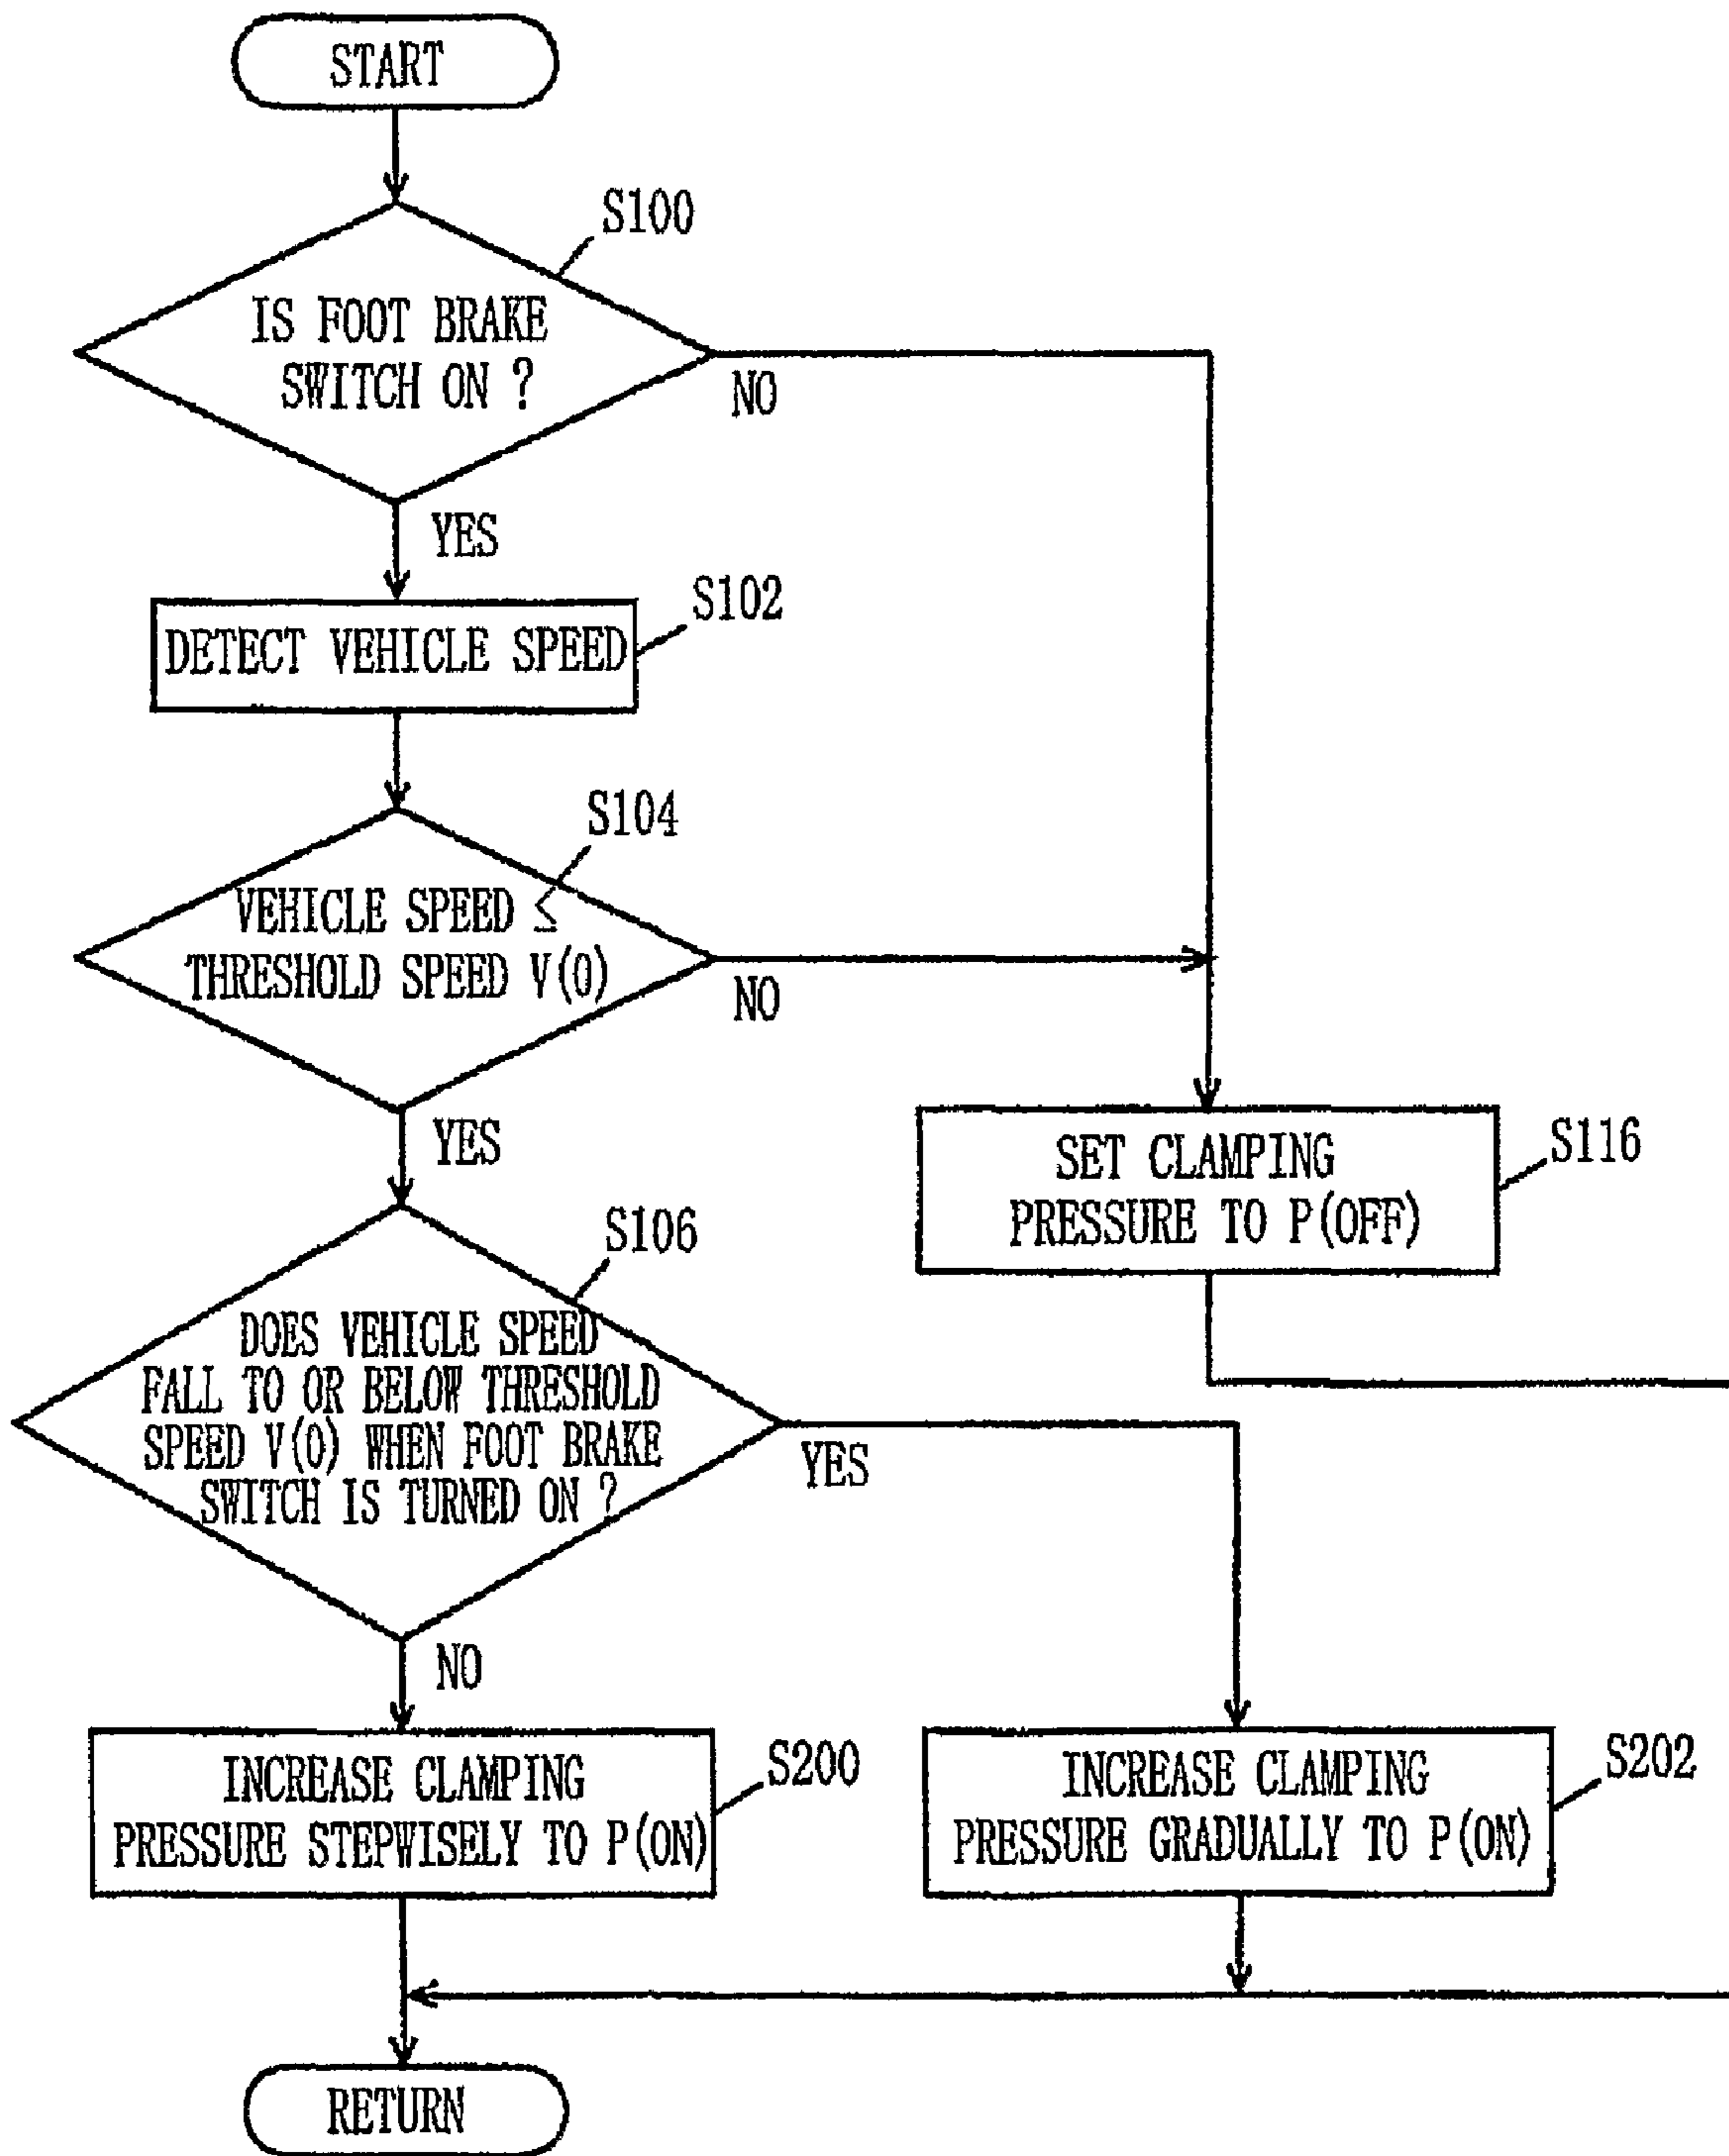 START
S100
IS FOOT BRAKE
SWITCH ON ?
NO
YES
S102
DETECT VEHICLE SPEED
S104
VEHICLE SPEED ≤
THRESHOLD SPEED V(0)
NO
YES
S116
SET CLAMPING
PRESSURE TO P(OFF)
S106
DOES VEHICLE SPEED
FALL TO OR BELOW THRESHOLD
SPEED V(0) WHEN FOOT BRAKE
SWITCH IS TURNED ON ?
YES
NO
S200
INCREASE CLAMPING
PRESSURE STEPWISELY TO P(ON)
S202
INCREASE CLAMPING
PRESSURE GRADUALLY TO P(ON)
RETURN